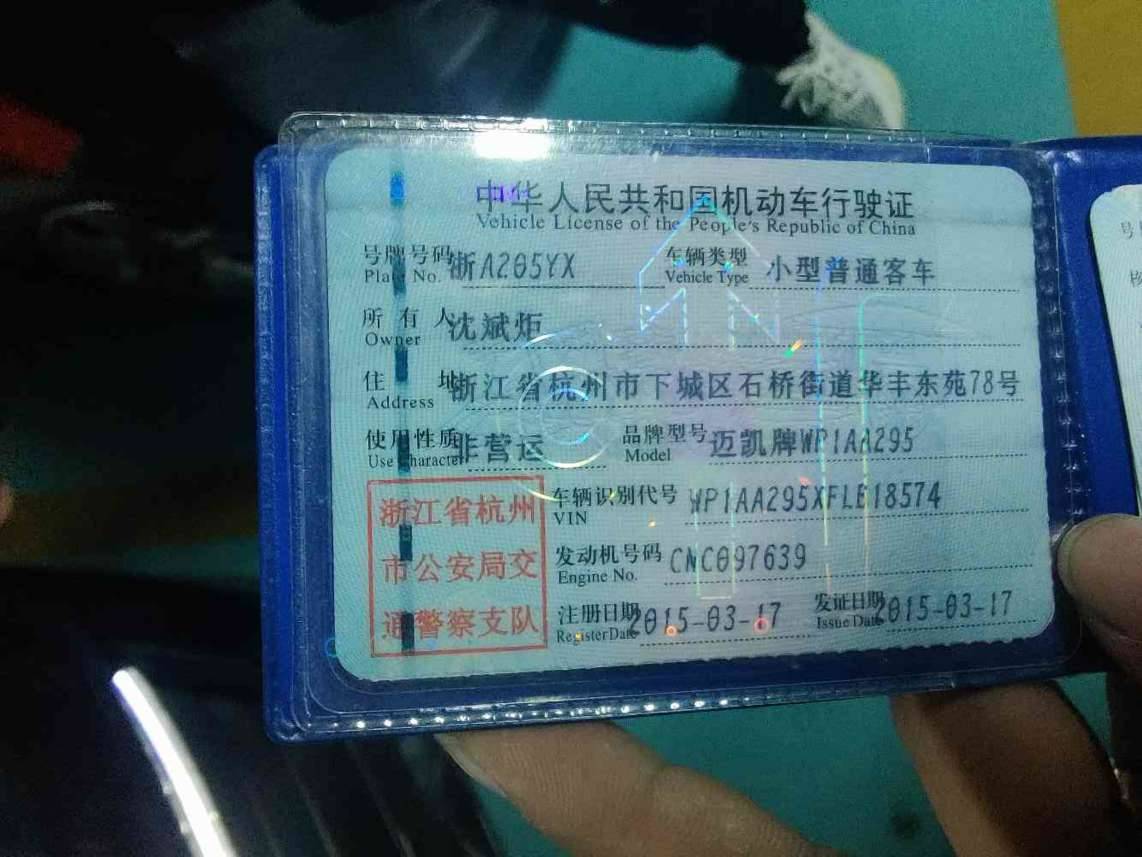 中华人民共和国机动车行驶证
Vehicle License of the People's Republic of China
号牌号码 浙A205YX 车辆类型 小型普通客车
Plate No. Vehicle Type
所有人 沈斌炬
Owner
住址 浙江省杭州市下城区石桥街道华丰东苑78号
Address
使用性质 非营运 品牌型号 迈凯牌WP1AA295
Use Character Model
浙江省杭州
市公安局交
通警察支队
车辆识别代号 WP1AA295XFLE18574
VIN
发动机号码 CNC097639
Engine No.
注册日期 2015-03-17 发证日期 2015-03-17
Register Date Issue Date
号
核